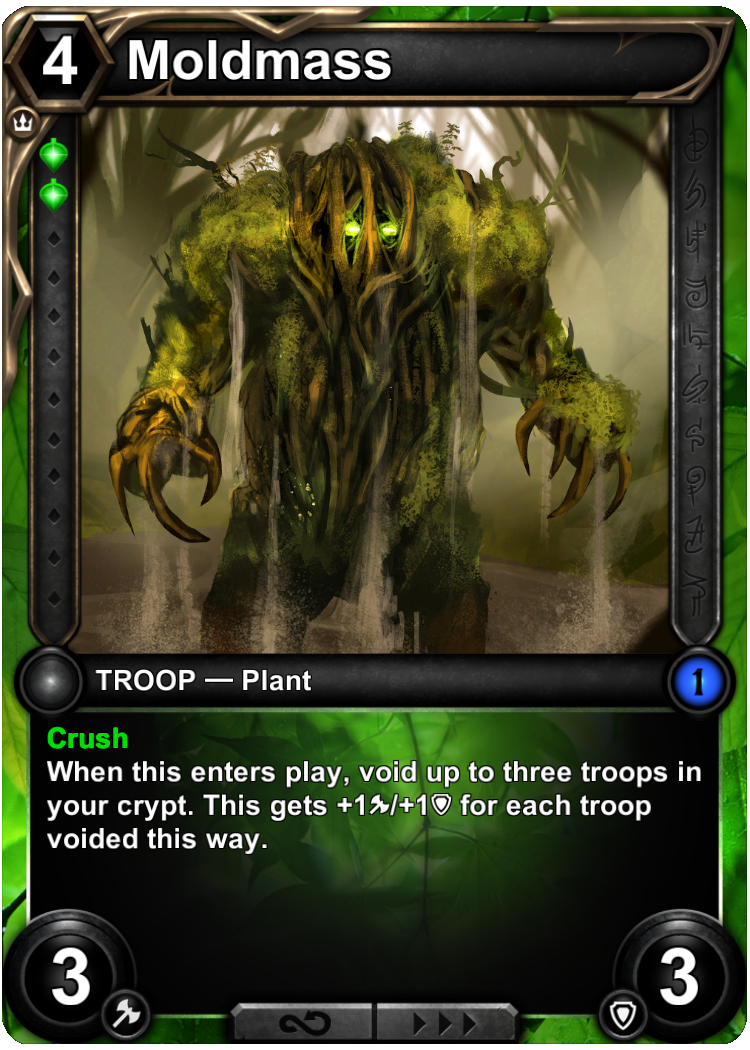 4 Moldmass
TROOP — Plant 1
Crush
When this enters play, void up to three troops in
your crypt. This gets +1/+1 for each troop
voided this way.
3 3